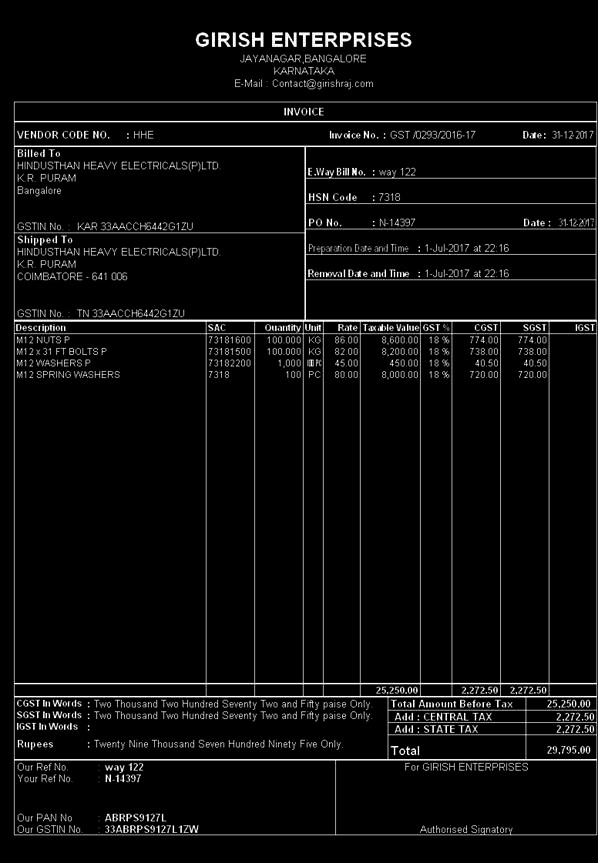 GIRISH ENTERPRISES
JAYANAGAR,BANGALORE
KARNATAKA
E-Mail : Contact@girishraj.com
INVOICE
VENDOR CODE NO. : HHE Invoice No. : GST /0293/2016-17 Date : 31-12-2017
Billed To
HINDUSTHAN HEAVY ELECTRICALS(P)LTD.
K.R. PURAM
Bangalore
GSTIN No. : KAR 33AACCH6442G1ZU
E.Way Bill No. : way 122
HSN Code : 7318
PO No. : N-14397 Date : 31-12-2017
Shipped To
HINDUSTHAN HEAVY ELECTRICALS(P)LTD.
K.R. PURAM
COIMBATORE - 641 006
GSTIN No. : TN 33AACCH6442G1ZU
Preparation Date and Time : 1-Jul-2017 at 22:16
Removal Date and Time : 1-Jul-2017 at 22:16
Description SAC Quantity Unit Rate Taxable Value GST % CGST SGST IGST
M12 NUTS P 73181600 100.000 KG 86.00 8,600.00 18 % 774.00 774.00
M12 x 31 FT BOLTS P 73181500 100.000 KG 82.00 8,200.00 18 % 738.00 738.00
M12 WASHERS P 73182200 1,000 45.00 450.00 18 % 40.50 40.50
M12 SPRING WASHERS 7318 100 PC 80.00 8,000.00 18 % 720.00 720.00
25,250.00 2,272.50 2,272.50
CGST In Words : Two Thousand Two Hundred Seventy Two and Fifty paise Only.
SGST In Words : Two Thousand Two Hundred Seventy Two and Fifty paise Only.
IGST In Words :
Rupees : Twenty Nine Thousand Seven Hundred Ninety Five Only.
Total Amount Before Tax 25,250.00
Add : CENTRAL TAX 2,272.50
Add : STATE TAX 2,272.50
Total 29,795.00
Our Ref No. : way 122
Your Ref No. : N-14397
Our PAN No : ABRPS9127L
Our GSTIN No. : 33ABRPS9127L1ZW
For GIRISH ENTERPRISES
Authorised Signatory